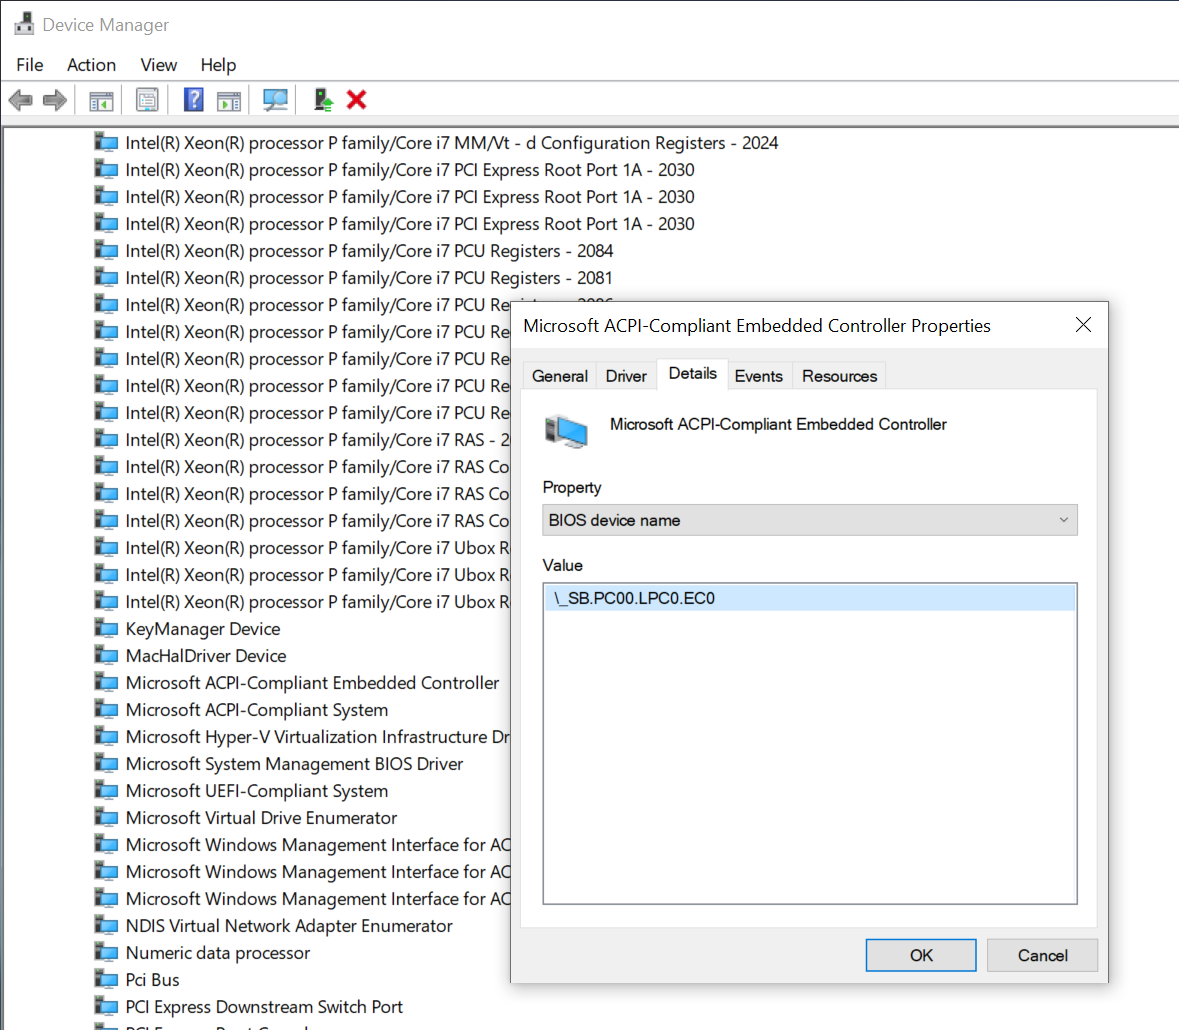 Device Manager
File Action View Help
Intel(R) Xeon(R) processor P family/Core i7 MM/Vt - d Configuration Registers - 2024
Intel(R) Xeon(R) processor P family/Core i7 PCI Express Root Port 1A - 2030
Intel(R) Xeon(R) processor P family/Core i7 PCI Express Root Port 1A - 2030
Intel(R) Xeon(R) processor P family/Core i7 PCI Express Root Port 1A - 2030
Intel(R) Xeon(R) processor P family/Core i7 PCU Registers - 2084
Intel(R) Xeon(R) processor P family/Core i7 PCU Registers - 2081
Intel(R) Xeon(R) processor P family/Core i7 PCU
Intel(R) Xeon(R) processor P family/Core i7 PCU Re
Intel(R) Xeon(R) processor P family/Core i7 PCU Re
Intel(R) Xeon(R) processor P family/Core i7 PCU Re
Intel(R) Xeon(R) processor P family/Core i7 PCU Re
Intel(R) Xeon(R) processor P family/Core i7 RAS - 2
Intel(R) Xeon(R) processor P family/Core i7 RAS Co
Intel(R) Xeon(R) processor P family/Core i7 RAS Co
Intel(R) Xeon(R) processor P family/Core i7 RAS Co
Intel(R) Xeon(R) processor P family/Core i7 Ubox R
Intel(R) Xeon(R) processor P family/Core i7 Ubox R
Intel(R) Xeon(R) processor P family/Core i7 Ubox R
KeyManager Device
MacHalDriver Device
Microsoft ACPI-Compliant Embedded Controller
Microsoft ACPI-Compliant System
Microsoft Hyper-V Virtualization Infrastructure Dr
Microsoft System Management BIOS Driver
Microsoft UEFI-Compliant System
Microsoft Virtual Drive Enumerator
Microsoft Windows Management Interface for AC
Microsoft Windows Management Interface for AC
Microsoft Windows Management Interface for AC
NDIS Virtual Network Adapter Enumerator
Numeric data processor
Pci Bus
PCI Express Downstream Switch Port
Microsoft ACPI-Compliant Embedded Controller Properties
General Driver Details Events Resources
Microsoft ACPI-Compliant Embedded Controller
Property
BIOS device name
Value
\_SB.PC00.LPC0.EC0
OK Cancel